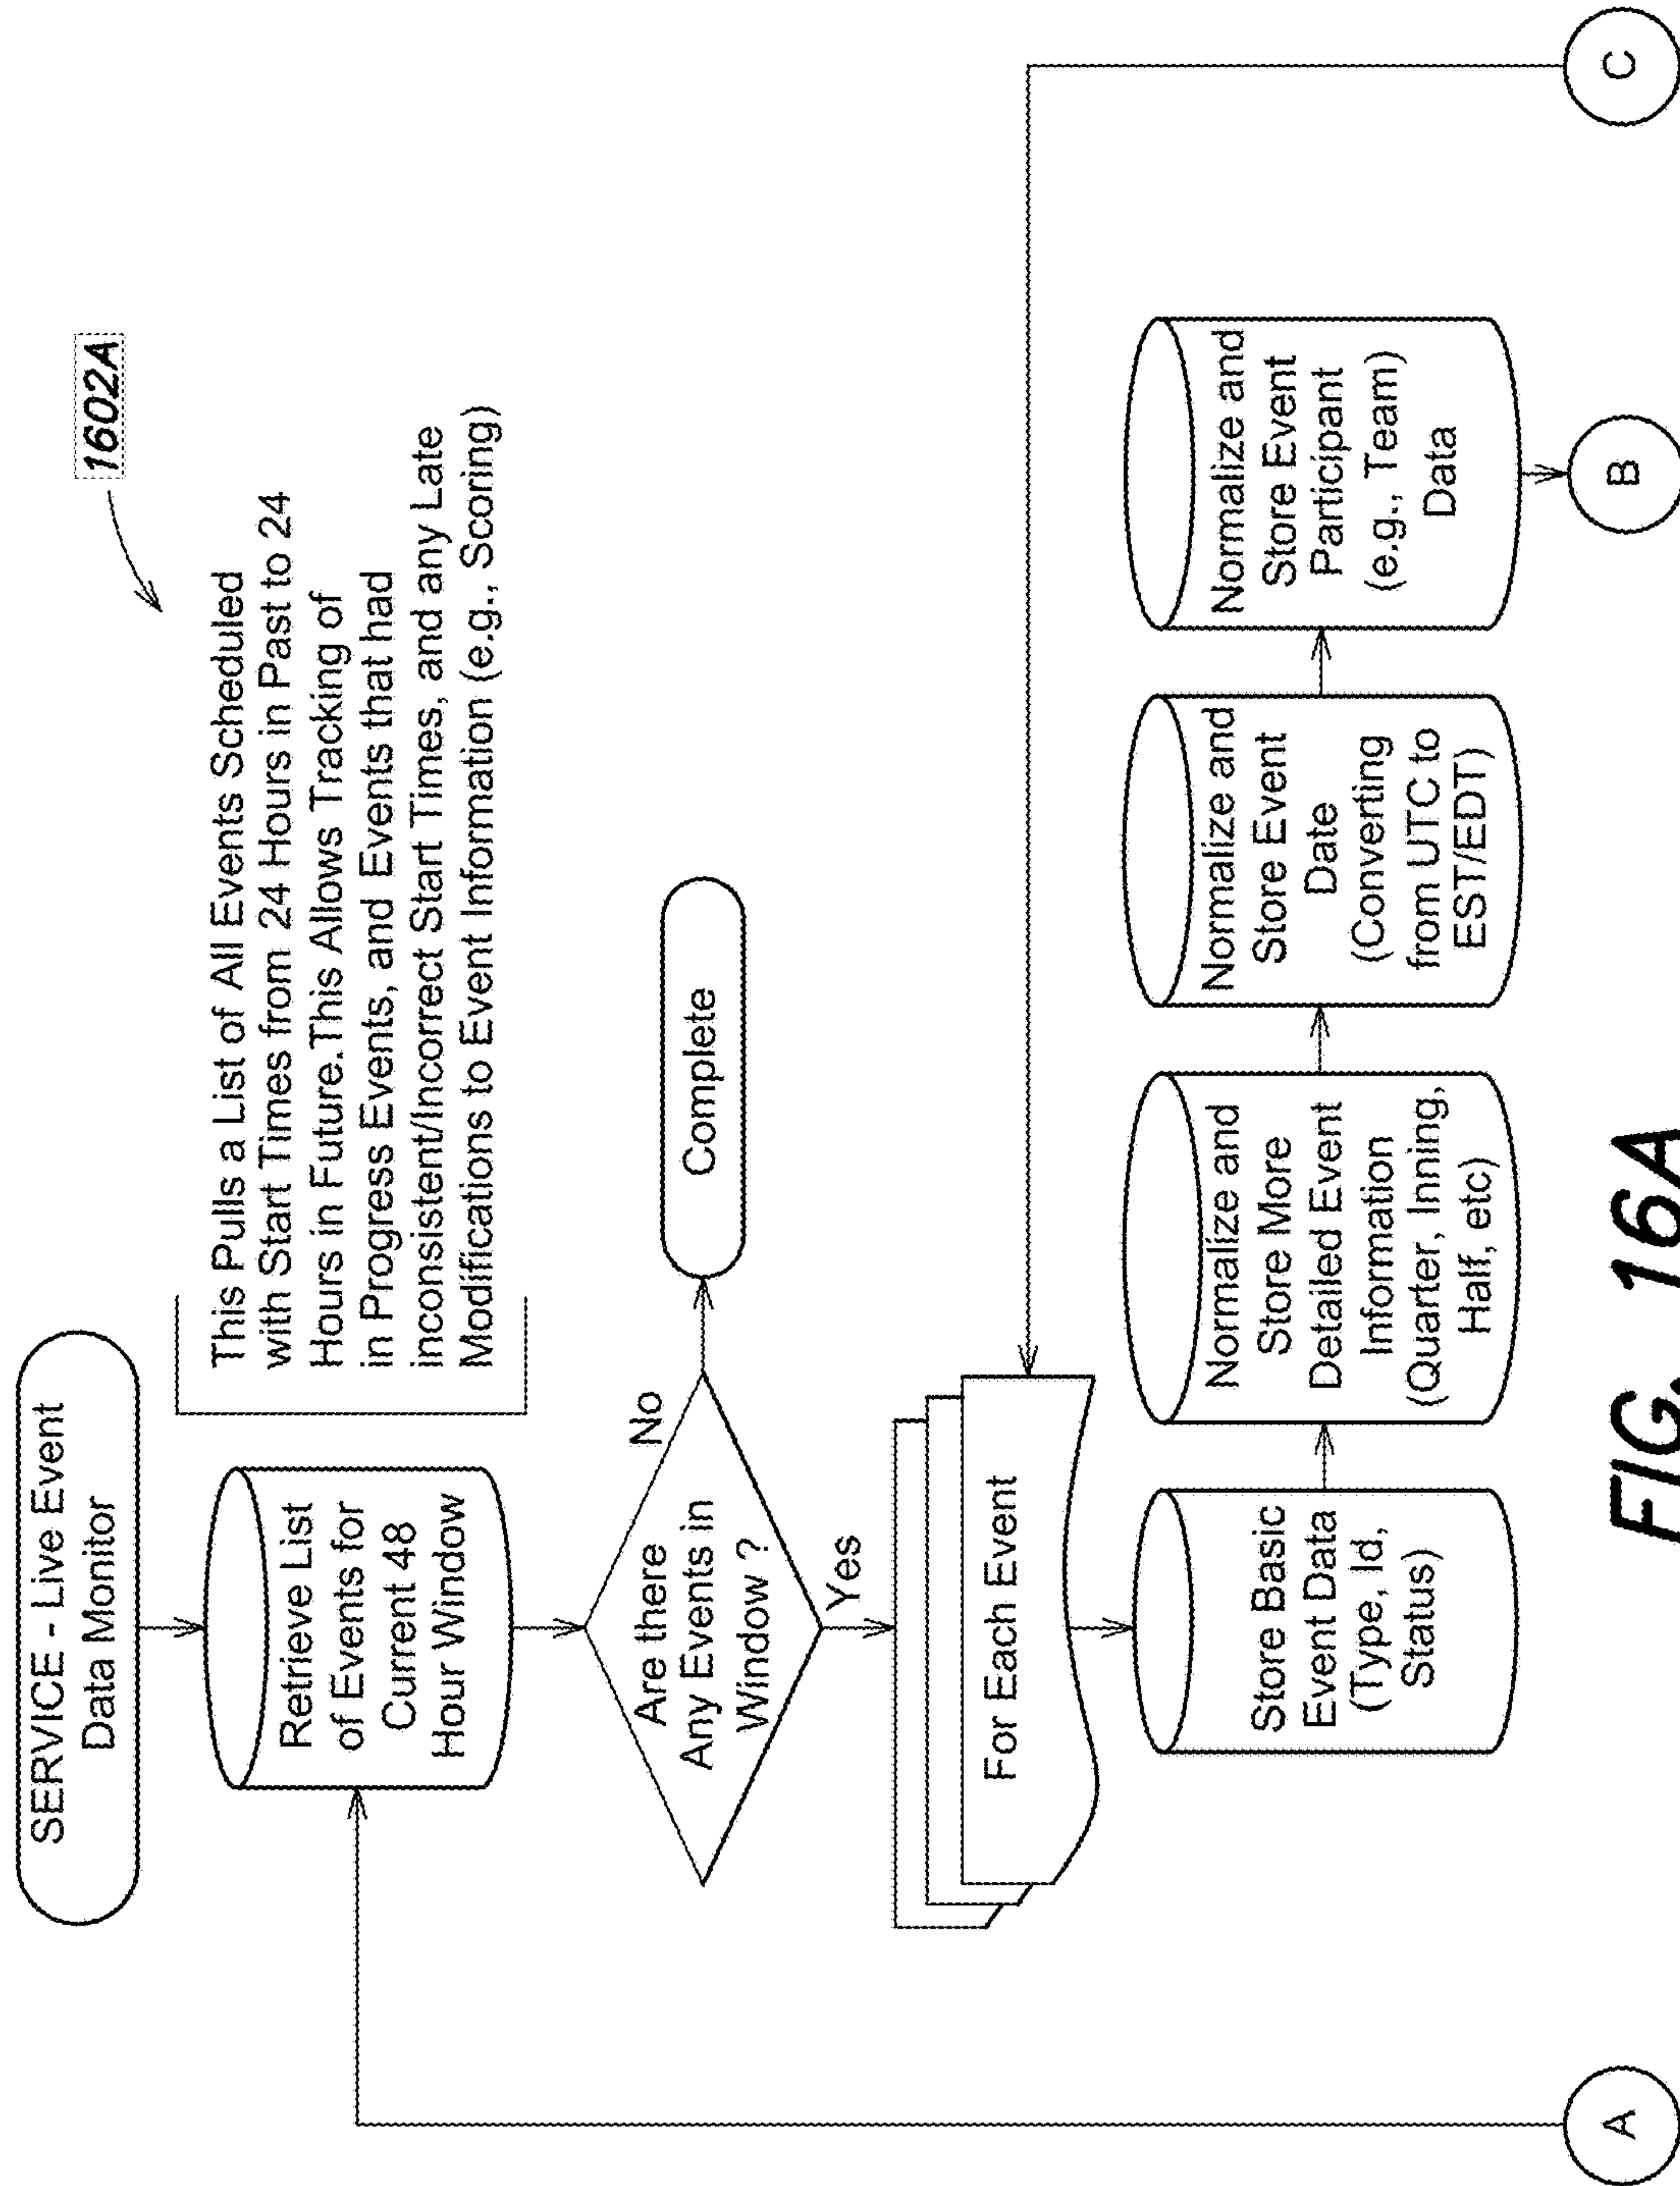 1602A
SERVICE - Live Event
Data Monitor
This Pulls a List of All Events Scheduled
with Start Times from 24 Hours in Past to 24
Hours in Future.This Allows Tracking of
in Progress Events, and Events that had
inconsistent/Incorrect Start Times, and any Late
Modifications to Event Information (e.g., Scoring)
Retrieve List
of Events for
Current 48
Hour Window
Are there
Any Events in
Window ?
No
Complete
Yes
For Each Event
Store Basic
Event Data
(Type, Id,
Status)
Normalize and
Store More
Detailed Event
Information
(Quarter, Inning,
Half, etc)
Normalize and
Store Event
Date
(Converting
from UTC to
EST/EDT)
Normalize and
Store Event
Participant
(e.g., Team)
Data
A
B
C
FIG. 16A